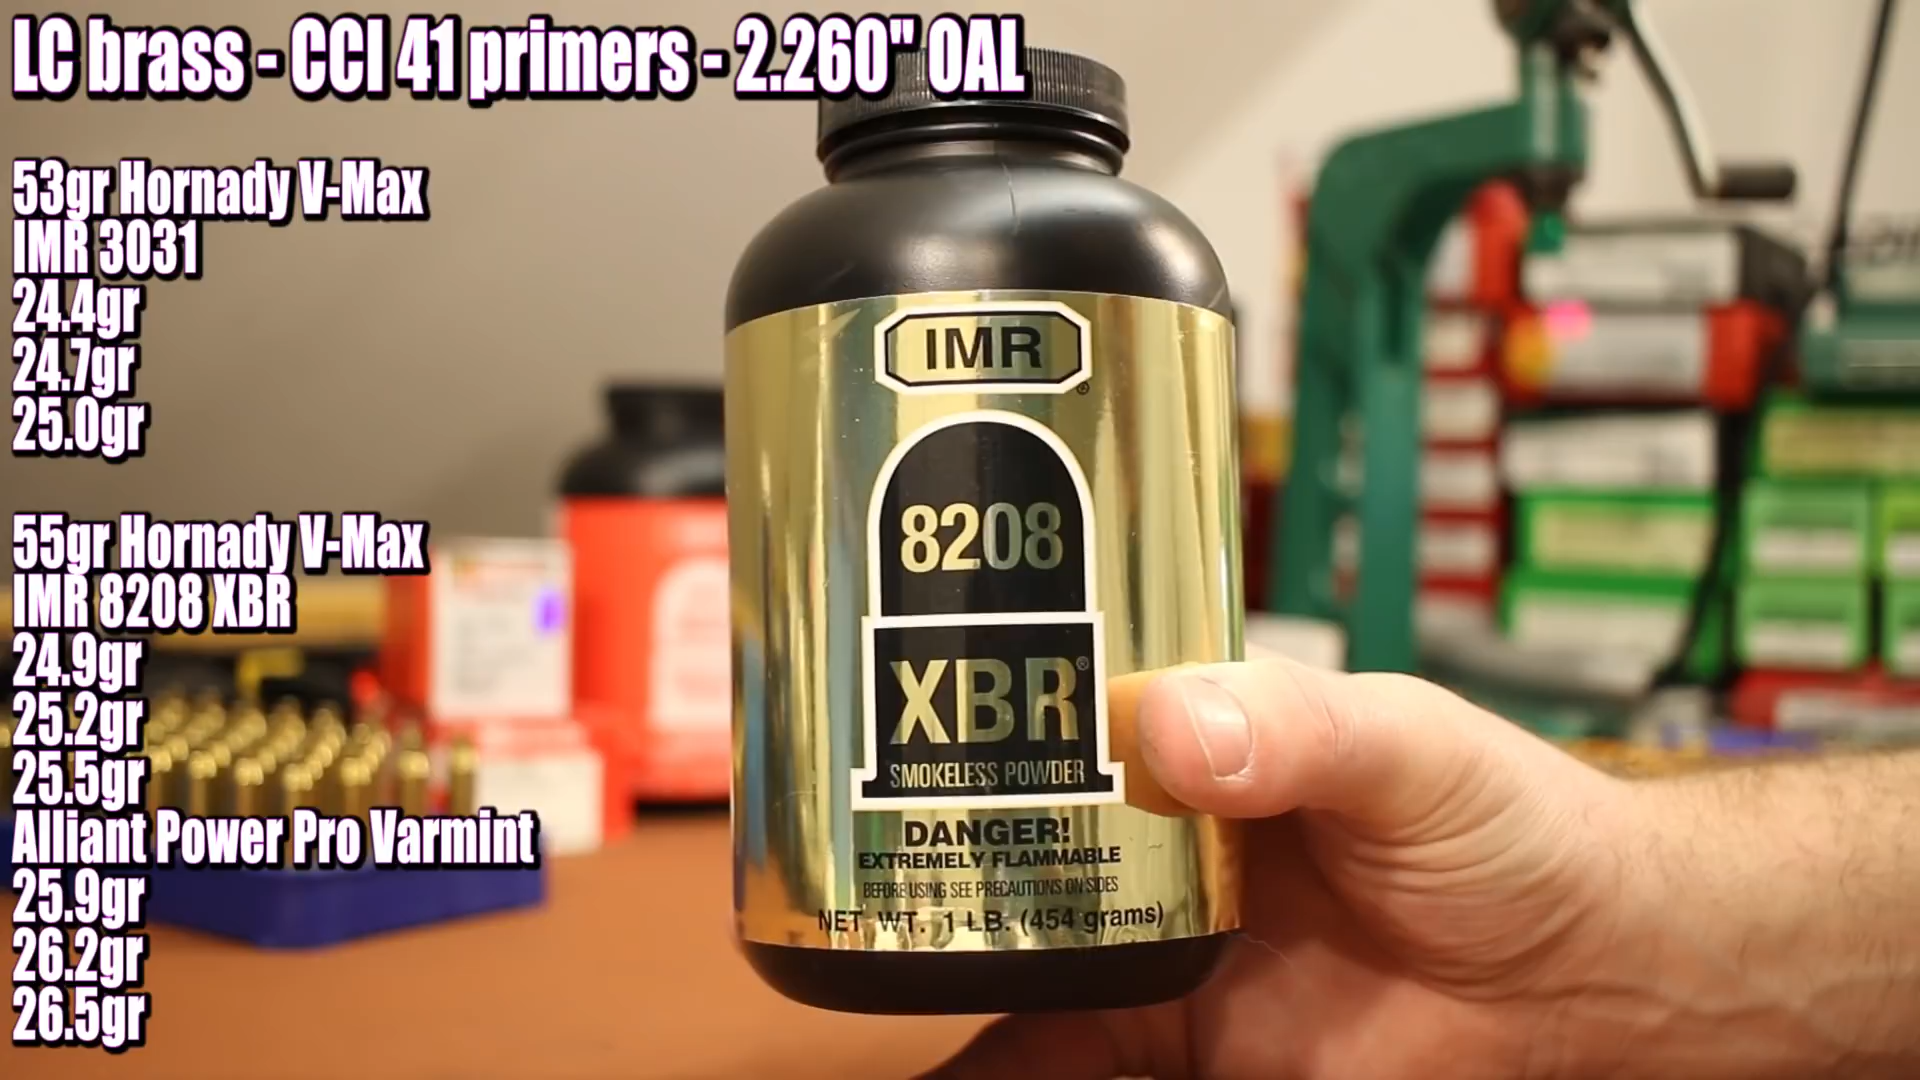 LC brass - CCI 41 primers - 2.260" OAL
53gr Hornady V-Max
IMR 3031
24.4gr
24.7gr
25.0gr
55gr Hornady V-Max
IMR 8208 XBR
24.9gr
25.2gr
25.5gr
Alliant Power Pro Varmint
25.9gr
26.2gr
26.5gr
IMR®
8208
XBR®
SMOKELESS POWDER
DANGER!
EXTREMELY FLAMMABLE
BEFORE USING SEE PRECAUTIONS ON SIDES
NET WT. 1 LB. (454 grams)